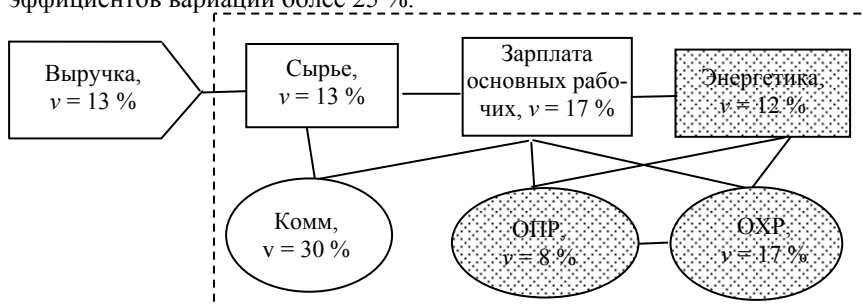 эффициентов вариации более 25 %.
Выручка,
v = 13 %
Сырье,
v = 13 %
Зарплата
основных рабо-
чих, v = 17 %
Энергетика,
v = 12 %
Комм,
v = 30 %
ОПР,
v = 8 %
ОХР,
v = 17 %